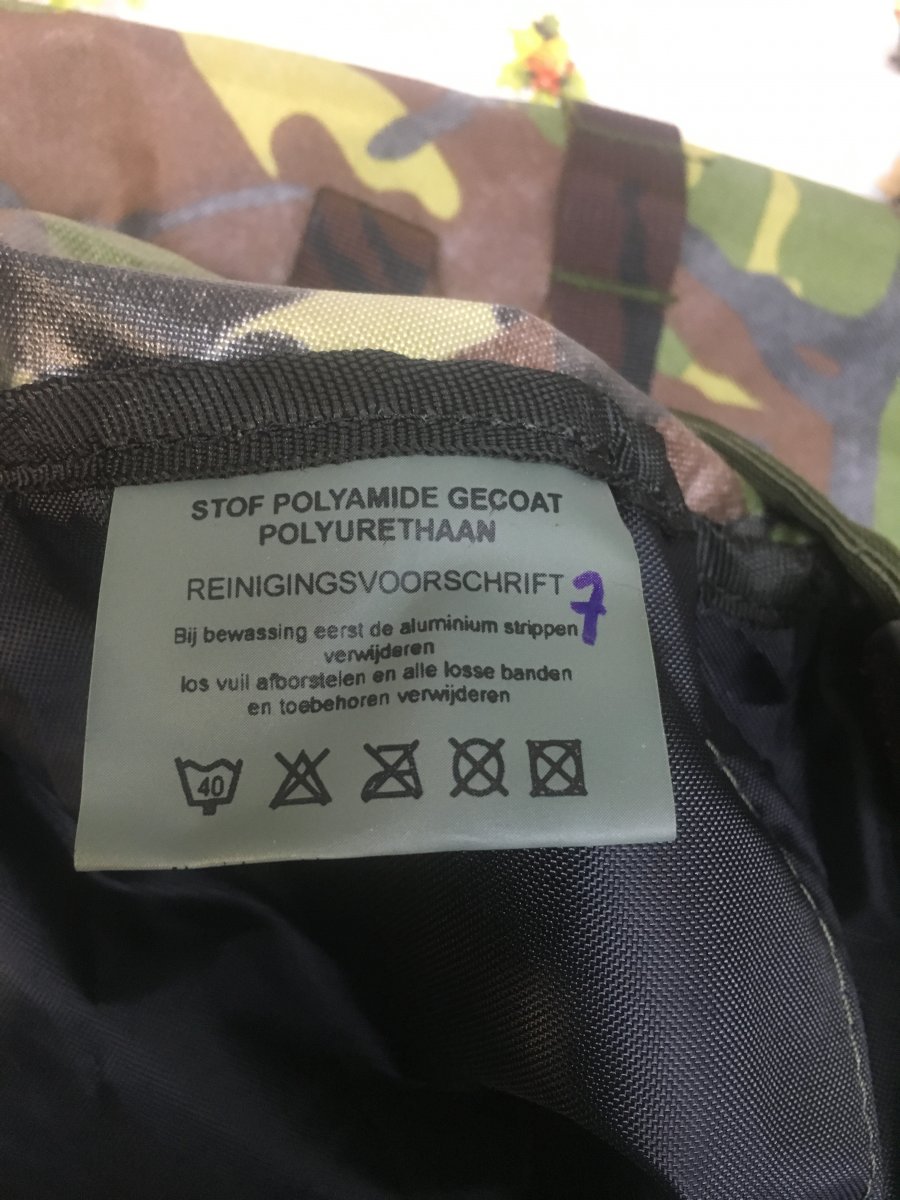 STOF POLYAMIDE GECOAT
POLYURETHAAN
REINIGINGSVOORSCHRIFT 7
Bij bewassing eerst de aluminium strippen
verwijderen
los vuil afborstelen en alle losse banden
en toebehoren verwijderen
40